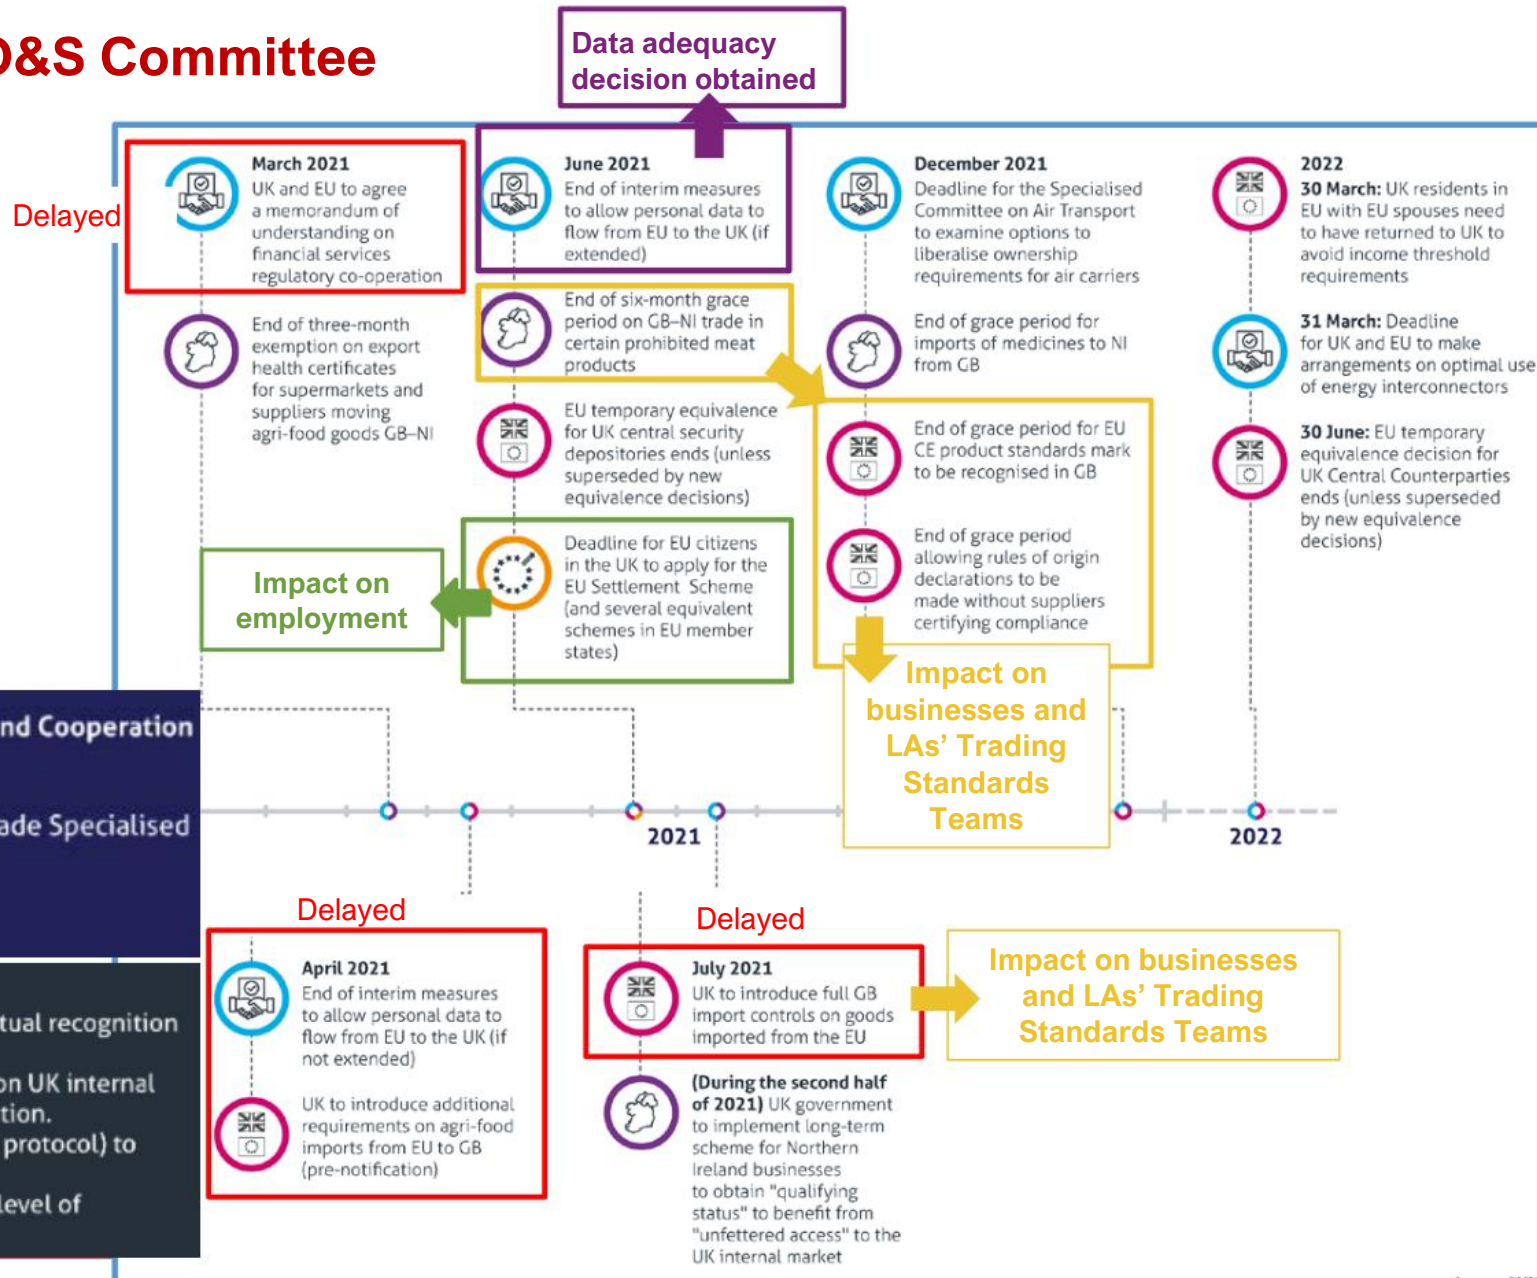 D&S Committee
Data adequacy
decision obtained
Delayed
March 2021
UK and EU to agree
a memorandum of
understanding on
financial services
regulatory co-operation
End of three-month
exemption on export
health certificates
for supermarkets and
suppliers moving
agri-food goods GB–NI
June 2021
End of interim measures
to allow personal data to
flow from EU to the UK (if
extended)
End of six-month grace
period on GB–NI trade in
certain prohibited meat
products
EU temporary equivalence
for UK central security
depositories ends (unless
superseded by new
equivalence decisions)
Deadline for EU citizens
in the UK to apply for the
EU Settlement Scheme
(and several equivalent
schemes in EU member
states)
Impact on
employment
December 2021
Deadline for the Specialised
Committee on Air Transport
to examine options to
liberalise ownership
requirements for air carriers
End of grace period for
imports of medicines to NI
from GB
End of grace period for EU
CE product standards mark
to be recognised in GB
End of grace period
allowing rules of origin
declarations to be
made without suppliers
certifying compliance
Impact on
businesses and
LAs’ Trading
Standards
Teams
2022
30 March: UK residents in
EU with EU spouses need
to have returned to UK to
avoid income threshold
requirements
31 March: Deadline
for UK and EU to make
arrangements on optimal use
of energy interconnectors
30 June: EU temporary
equivalence decision for
UK Central Counterparties
ends (unless superseded
by new equivalence
decisions)
nd Cooperation
ade Specialised
2021
2022
tual recognition
on UK internal
tion.
protocol) to
level of
Delayed
April 2021
End of interim measures
to allow personal data to
flow from EU to the UK (if
not extended)
UK to introduce additional
requirements on agri-food
imports from EU to GB
(pre-notification)
Delayed
July 2021
UK to introduce full GB
import controls on goods
imported from the EU
(During the second half
of 2021) UK government
to implement long-term
scheme for Northern
Ireland businesses
to obtain "qualifying
status" to benefit from
"unfettered access" to the
UK internal market
Impact on businesses
and LAs’ Trading
Standards Teams